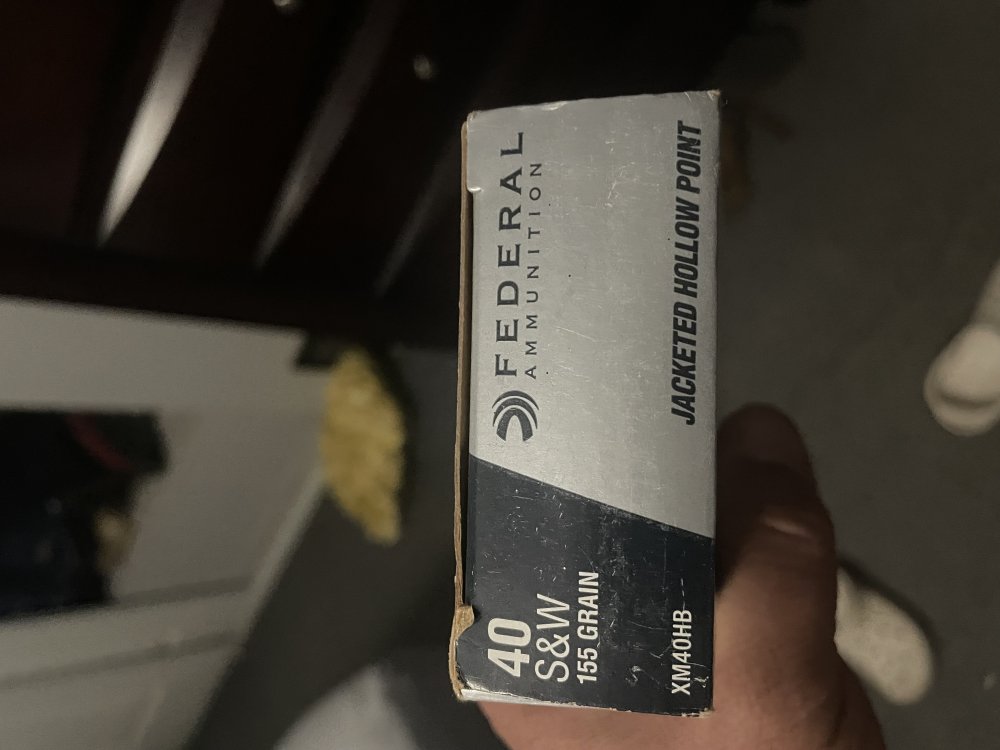 FEDERAL
AMMUNITION
JACKETED HOLLOW POINT
40
S&W
155 GRAIN
XM40HB